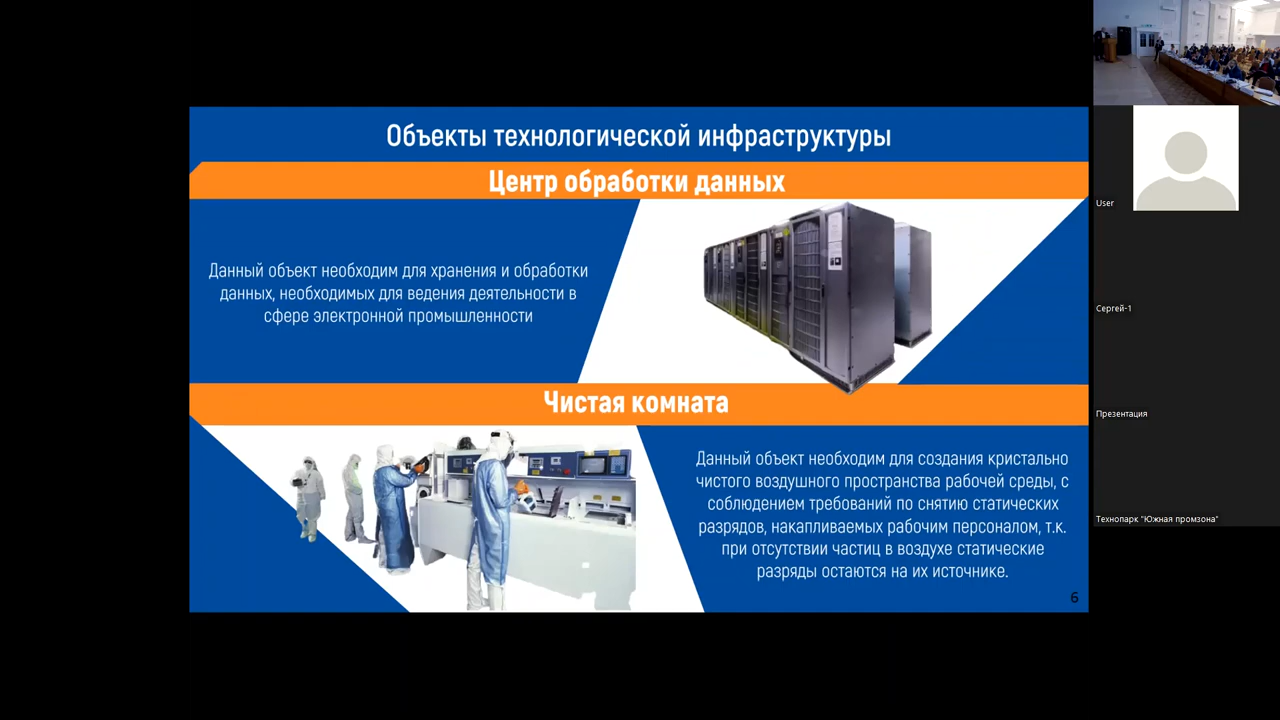 Объекты технологической инфраструктуры
Центр обработки данных
Данный объект необходим для хранения и обработки
данных, необходимых для ведения деятельности в
сфере электронной промышленности
Чистая комната
Данный объект необходим для создания кристально
чистого воздушного пространства рабочей среды, с
соблюдением требований по снятию статических
разрядов, накапливаемых рабочим персоналом, т.к.
при отсутствии частиц в воздухе статические
разряды остаются на их источнике.
6
User
Сергей-1
Презентация
Технопарк "Южная промзона"